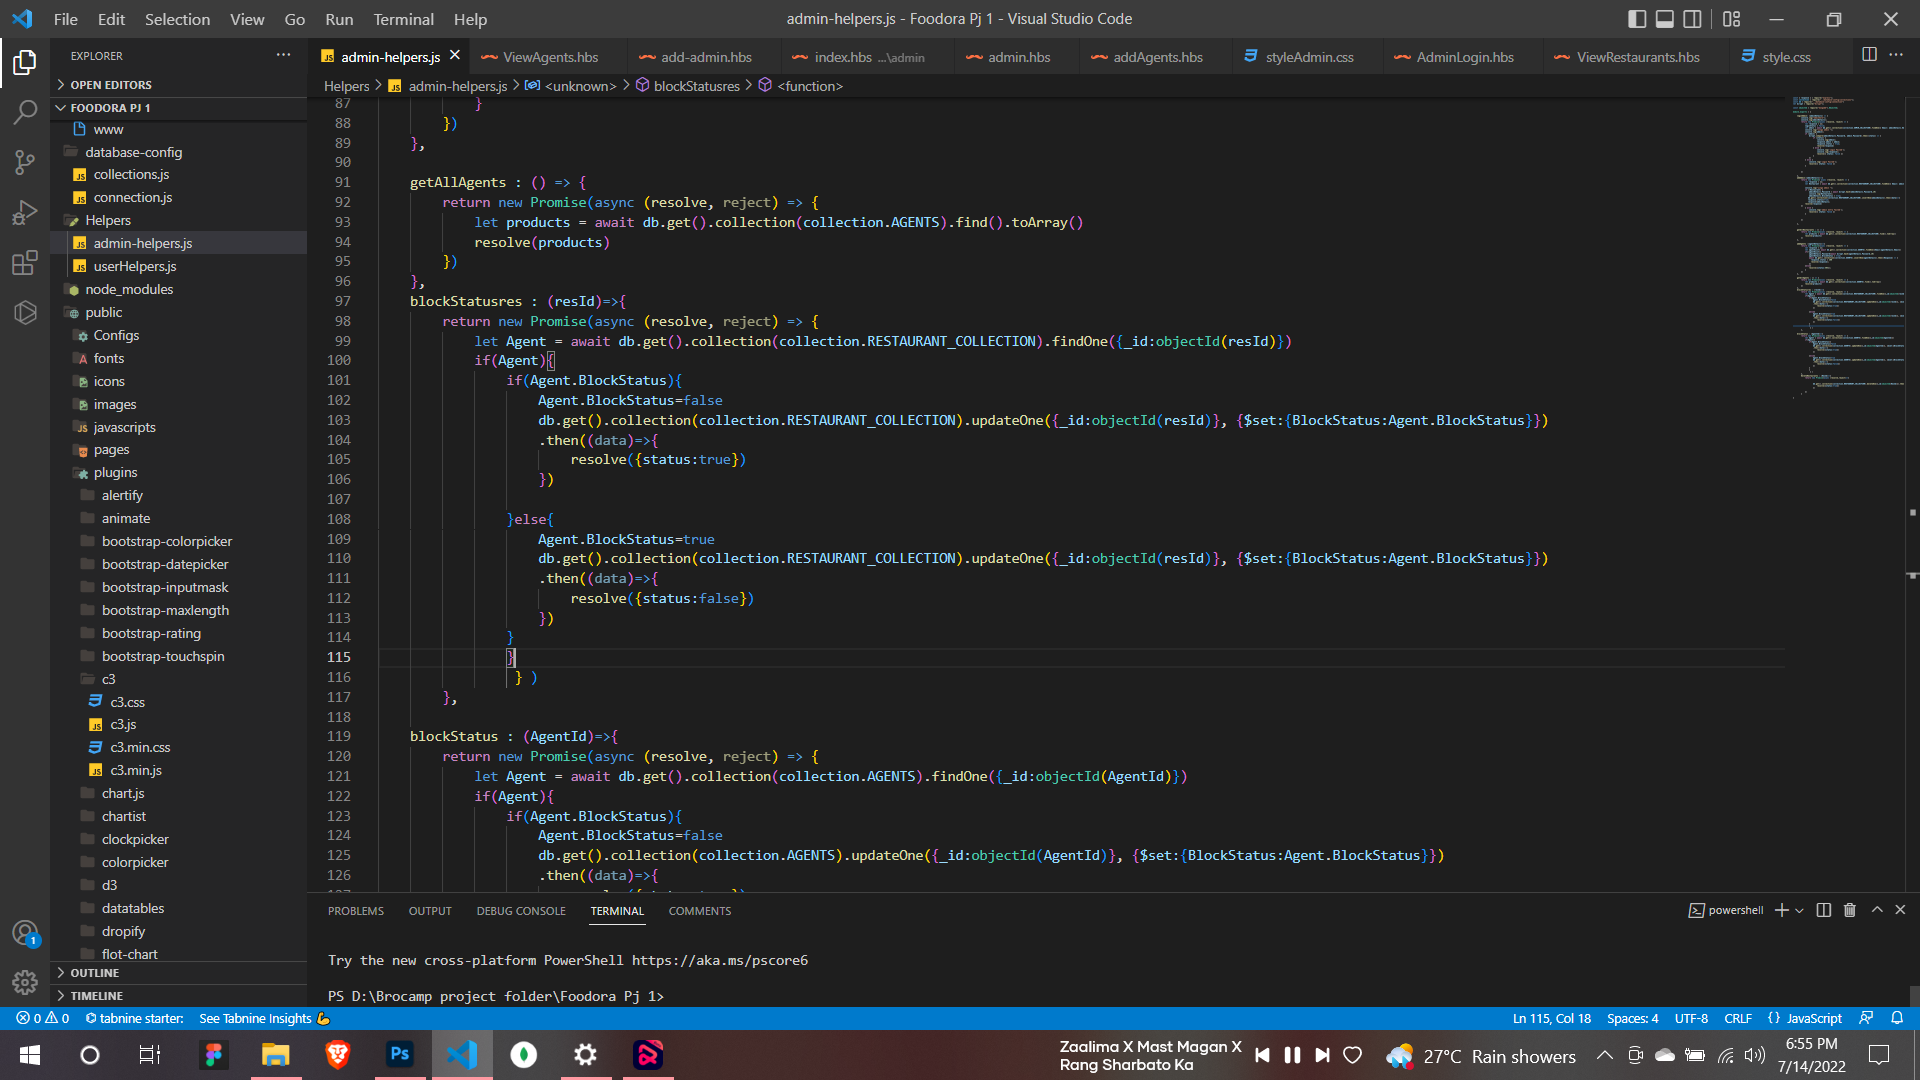 File Edit Selection View Go Run Terminal Help
admin-helpers.js - Foodora Pj 1 - Visual Studio Code
EXPLORER
OPEN EDITORS
FOODORA PJ 1
www
database-config
collections.js
connection.js
Helpers
admin-helpers.js
userHelpers.js
node_modules
public
Configs
fonts
icons
images
javascripts
pages
plugins
alertify
animate
bootstrap-colorpicker
bootstrap-datepicker
bootstrap-inputmask
bootstrap-maxlength
bootstrap-rating
bootstrap-touchspin
c3
c3.css
c3.js
c3.min.css
c3.min.js
chart.js
chartist
clockpicker
colorpicker
d3
datatables
dropify
flot-chart
OUTLINE
TIMELINE
admin-helpers.js ViewAgents.hbs add-admin.hbs index.hbs ...\admin admin.hbs addAgents.hbs styleAdmin.css AdminLogin.hbs ViewRestaurants.hbs style.css
Helpers > admin-helpers.js > <unknown> > blockStatusres > <function>
87 }
88 })
89 },
90
91 getAllAgents : () => {
92 return new Promise(async (resolve, reject) => {
93 let products = await db.get().collection(collection.AGENTS).find().toArray()
94 resolve(products)
95 })
96 },
97 blockStatusres : (resId)=>{
98 return new Promise(async (resolve, reject) => {
99 let Agent = await db.get().collection(collection.RESTAURANT_COLLECTION).findOne({_id:objectId(resId)})
100 if(Agent){
101 if(Agent.BlockStatus){
102 Agent.BlockStatus=false
103 db.get().collection(collection.RESTAURANT_COLLECTION).updateOne({_id:objectId(resId)}, {$set:{BlockStatus:Agent.BlockStatus}})
104 .then((data)=>{
105 resolve({status:true})
106 })
107
108 }else{
109 Agent.BlockStatus=true
110 db.get().collection(collection.RESTAURANT_COLLECTION).updateOne({_id:objectId(resId)}, {$set:{BlockStatus:Agent.BlockStatus}})
111 .then((data)=>{
112 resolve({status:false})
113 })
114 }
115 }
116 } )
117 },
118
119 blockStatus : (AgentId)=>{
120 return new Promise(async (resolve, reject) => {
121 let Agent = await db.get().collection(collection.AGENTS).findOne({_id:objectId(AgentId)})
122 if(Agent){
123 if(Agent.BlockStatus){
124 Agent.BlockStatus=false
125 db.get().collection(collection.AGENTS).updateOne({_id:objectId(AgentId)}, {$set:{BlockStatus:Agent.BlockStatus}})
126 .then((data)=>{
PROBLEMS OUTPUT DEBUG CONSOLE TERMINAL COMMENTS
powershell
Try the new cross-platform PowerShell https://aka.ms/pscore6
PS D:\Brocamp project folder\Foodora Pj 1>
0 0 tabnine starter: See Tabnine Insights
Ln 115, Col 18 Spaces: 4 UTF-8 CRLF {} JavaScript
Ps
Zaalima X Mast Magan X
Rang Sharbato Ka
27°C Rain showers
6:55 PM
7/14/2022
1